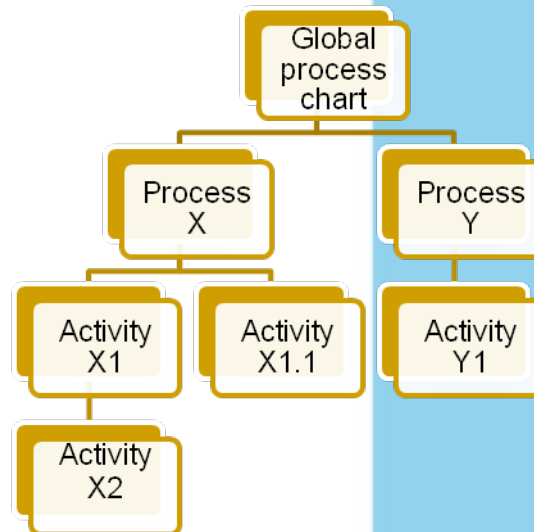 Global
process
chart
Process
X
Process
Y
Activity
X1
Activity
X1.1
Activity
Y1
Activity
X2